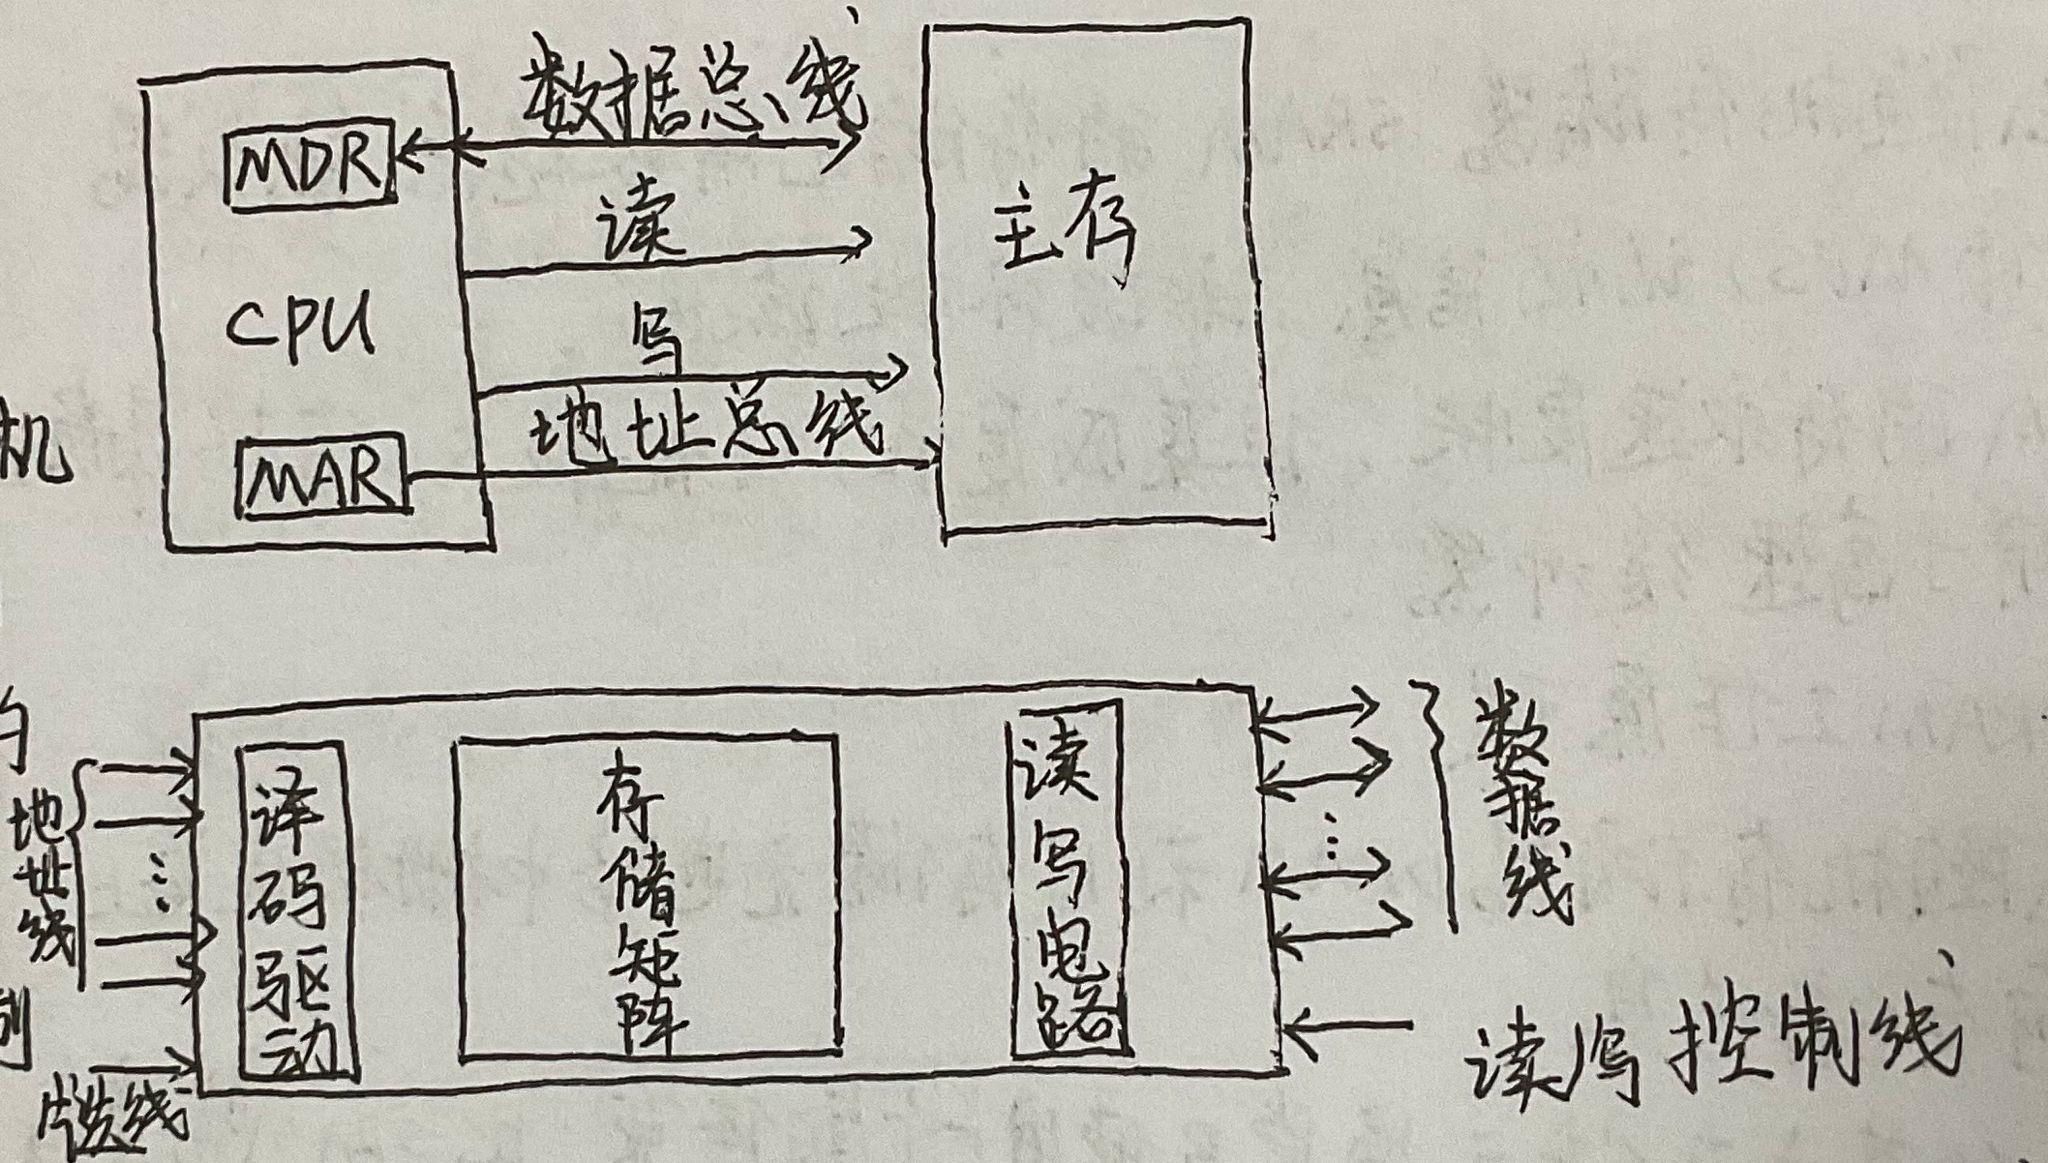 数据总线
MDR
读
主存
CPU
写
地址总线
机
MAR
地址线
译码驱动
存储矩阵
读写电路
数据线
片选线
读/写控制线